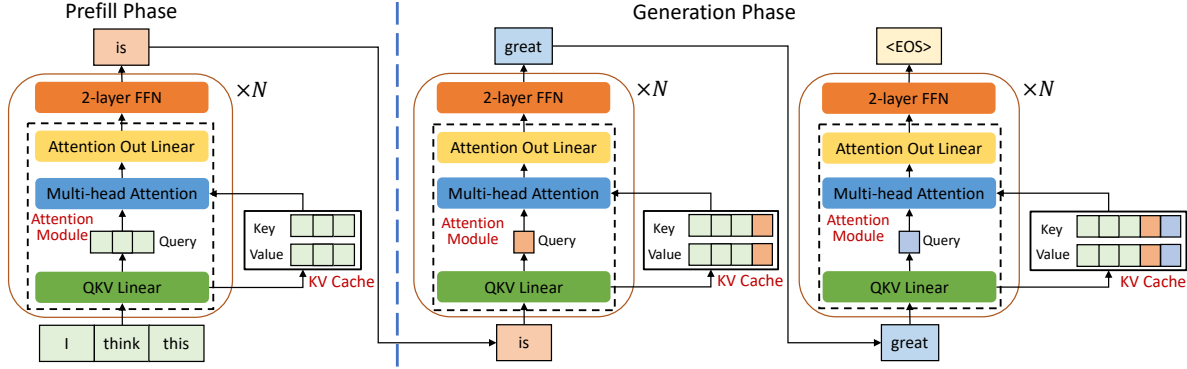 Prefill Phase
is
2-layer FFN
×N
Attention Out Linear
Multi-head Attention
Attention
Module
Query
Key
Value
QKV Linear
KV Cache
I think this
Generation Phase
great
2-layer FFN
×N
Attention Out Linear
Multi-head Attention
Attention
Module
Query
Key
Value
QKV Linear
KV Cache
is
<EOS>
2-layer FFN
×N
Attention Out Linear
Multi-head Attention
Attention
Module
Query
Key
Value
QKV Linear
KV Cache
great